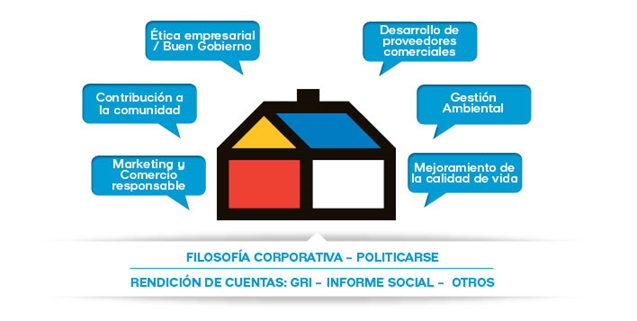 Ética empresarial
/ Buen Gobierno
Desarrollo de
proveedores
comerciales
Contribución a
la comunidad
Gestión
Ambiental
Marketing y
Comercio
responsable
Mejoramiento de
la calidad de vida
FILOSOFÍA CORPORATIVA – POLITICARSE
RENDICIÓN DE CUENTAS: GRI – INFORME SOCIAL – OTROS